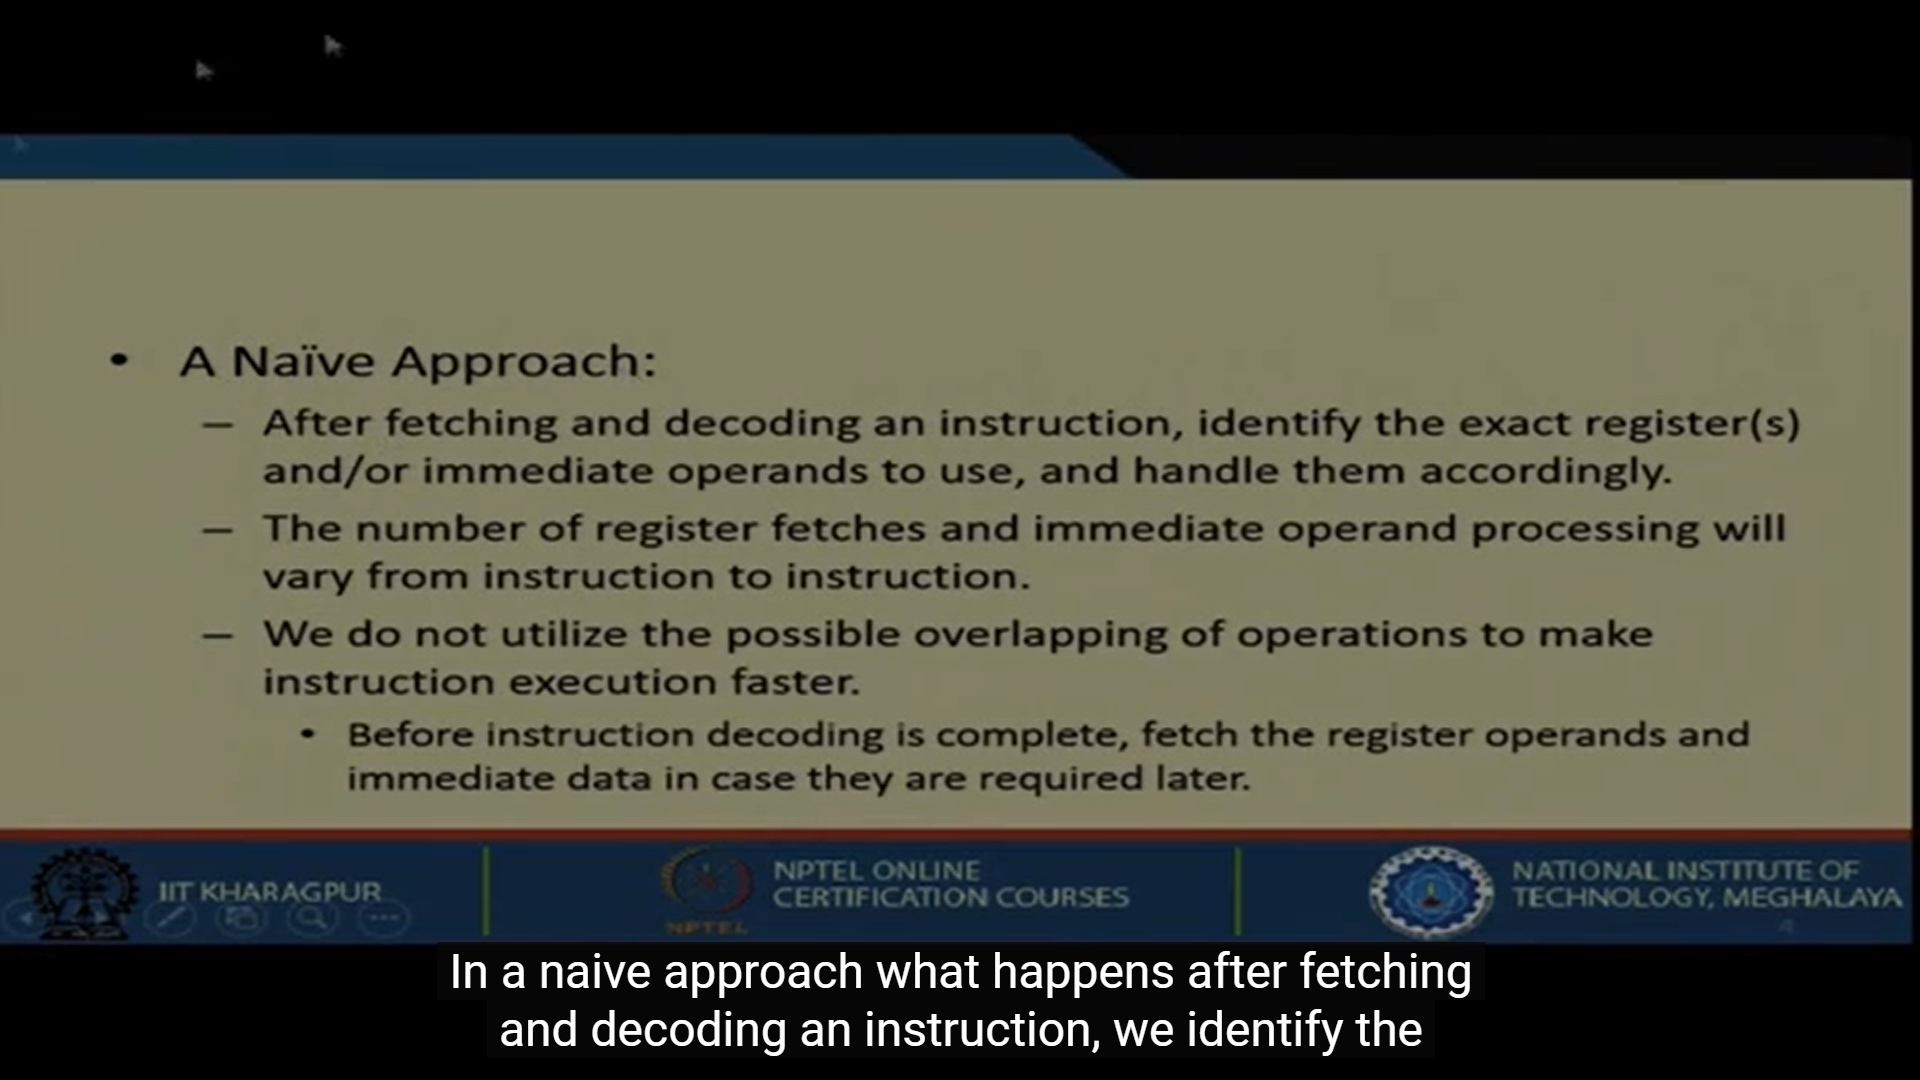 • A Naïve Approach:
– After fetching and decoding an instruction, identify the exact register(s)
and/or immediate operands to use, and handle them accordingly.
– The number of register fetches and immediate operand processing will
vary from instruction to instruction.
– We do not utilize the possible overlapping of operations to make
instruction execution faster.
• Before instruction decoding is complete, fetch the register operands and
immediate data in case they are required later.
IIT KHARAGPUR
NPTEL
NPTEL ONLINE
CERTIFICATION COURSES
NATIONAL INSTITUTE OF
TECHNOLOGY, MEGHALAYA
4
In a naive approach what happens after fetching
and decoding an instruction, we identify the